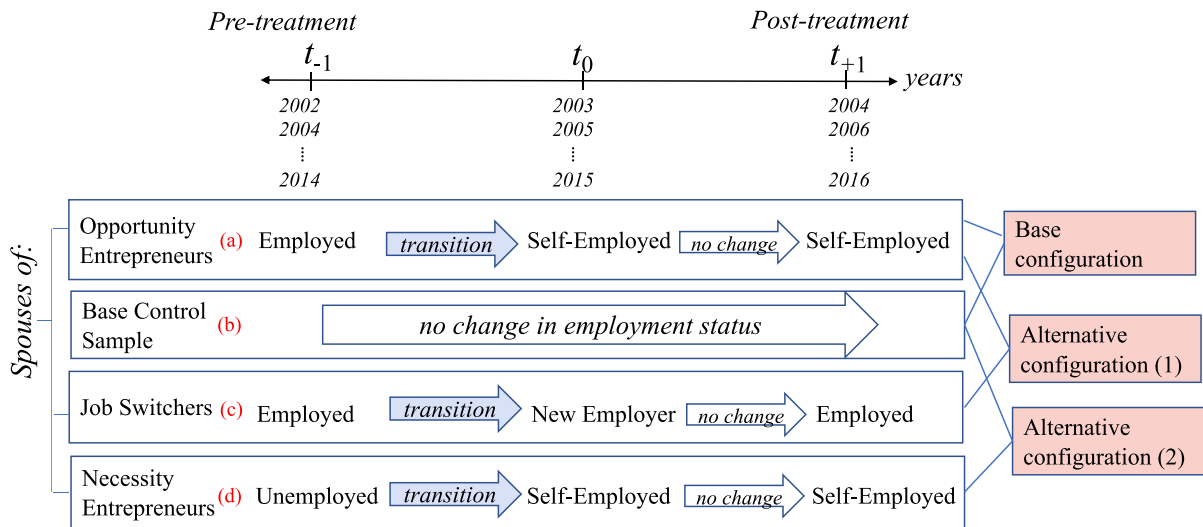 Pre-treatment Post-treatment
t-1 t0 t+1
years
2002 2003 2004
2004 2005 2006
⋮ ⋮ ⋮
2014 2015 2016
Spouses of:
Opportunity
Entrepreneurs (a) Employed transition Self-Employed no change Self-Employed
Base Control
Sample (b) no change in employment status
Job Switchers (c) Employed transition New Employer no change Employed
Necessity
Entrepreneurs (d) Unemployed transition Self-Employed no change Self-Employed
Base
configuration
Alternative
configuration (1)
Alternative
configuration (2)